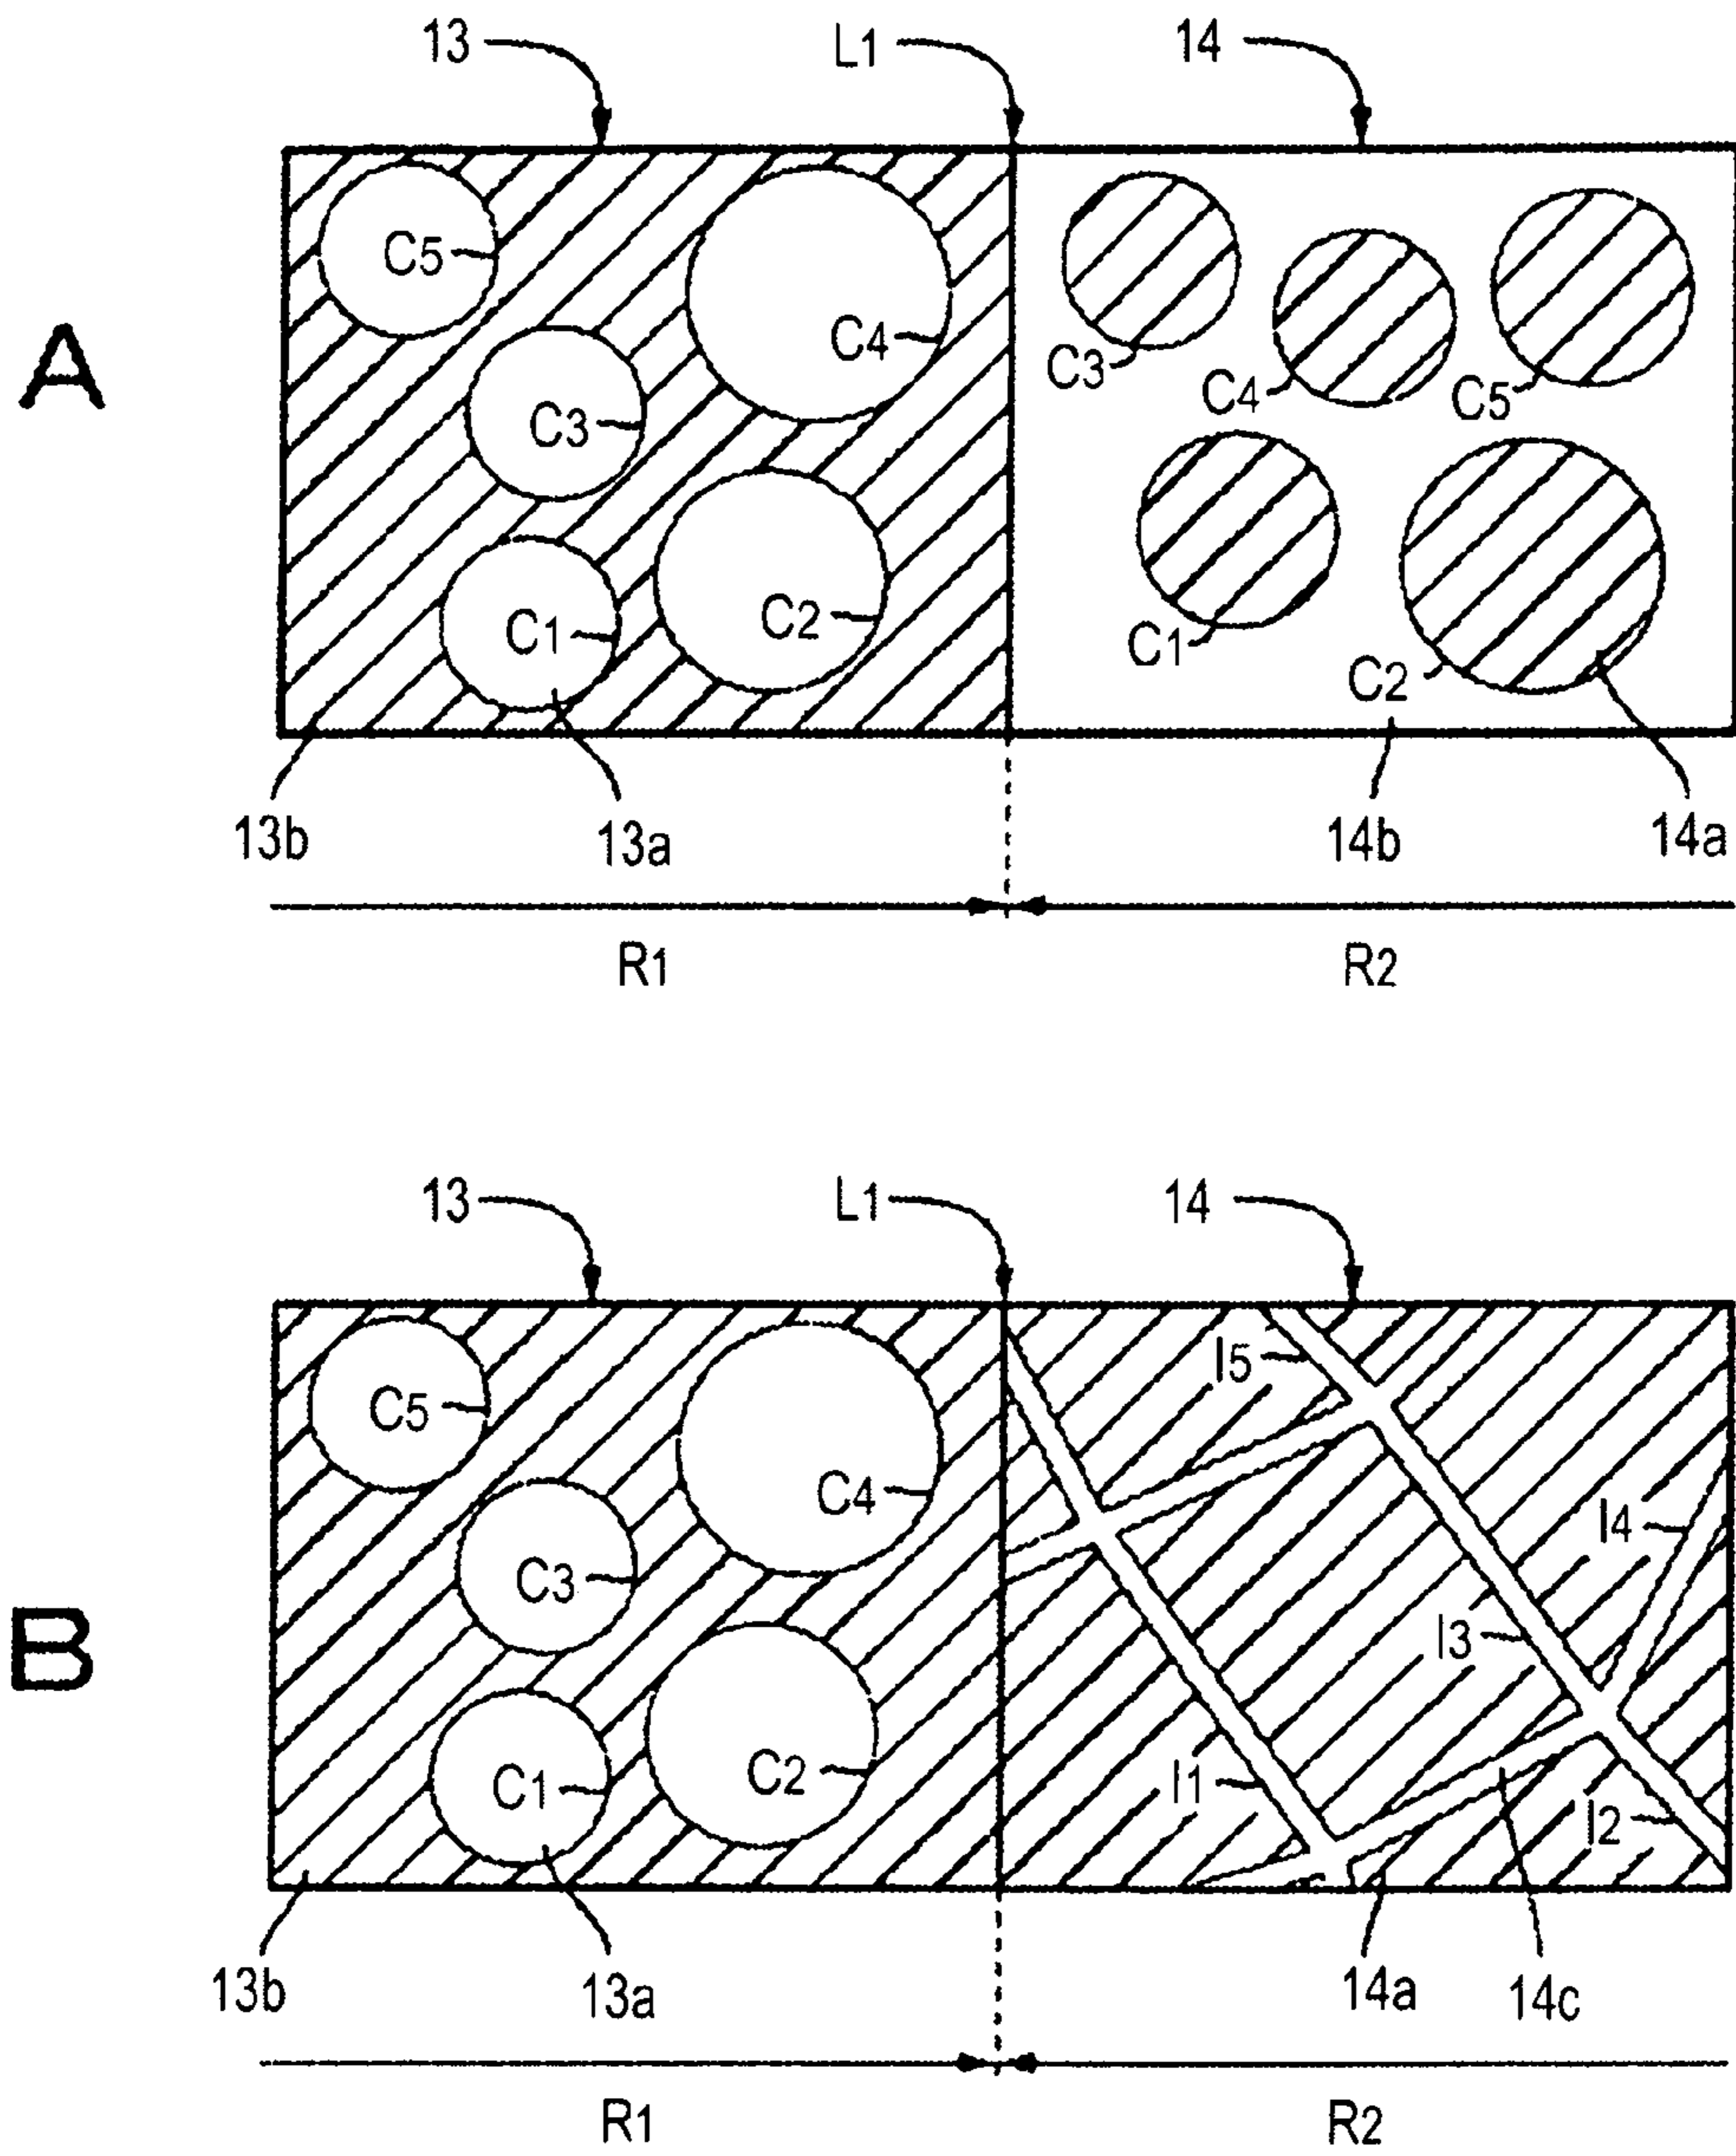 13 L1 14
A
C5 C4 C3 C4 C5
C3
C1 C2 C1 C2
13b 13a 14b 14a
R1 R2
13 L1 14
B
C5 C4 I5 I4
C3 I3
C1 C2 I1 I2
13b 13a 14a 14c
R1 R2